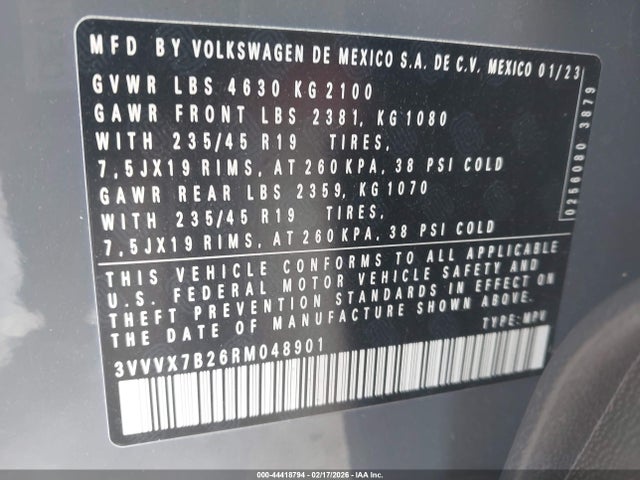 MFD BY VOLKSWAGEN DE MEXICO S.A. DE C.V. MEXICO 01/23
GVWR LBS 4630 KG 2100
GAWR FRONT LBS 2381, KG 1080
WITH 235/45 R19 TIRES,
7,5JX19 RIMS, AT 260 KPA, 38 PSI COLD
GAWR REAR LBS 2359, KG 1070
WITH 235/45 R19 TIRES,
7,5JX19 RIMS, AT 260 KPA, 38 PSI COLD
THIS VEHICLE CONFORMS TO ALL APPLICABLE
U.S. FEDERAL MOTOR VEHICLE SAFETY AND
THEFT PREVENTION STANDARDS IN EFFECT ON
THE DATE OF MANUFACTURE SHOWN ABOVE.
3VVVX7B26RM048901 TYPE: MPV
0256080 3879
000-44418794 - 02/17/2026 - IAA Inc.